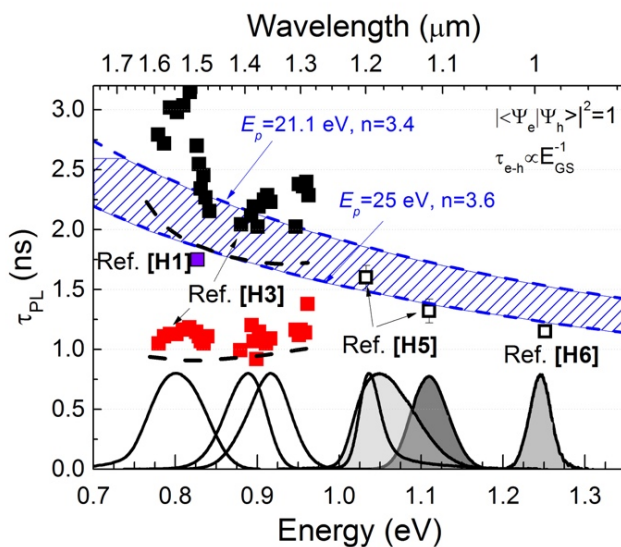 Wavelength (μm)
1.7 1.6 1.5 1.4 1.3 1.2 1.1 1
3.0
2.5
2.0
1.5
1.0
0.5
0.0
τPL (ns)
|<Ψe|Ψh>|²=1
τe-h∝EGS⁻¹
Ep=21.1 eV, n=3.4
Ep=25 eV, n=3.6
Ref. [H1]
Ref. [H3]
Ref. [H5]
Ref. [H6]
0.7 0.8 0.9 1.0 1.1 1.2 1.3
Energy (eV)